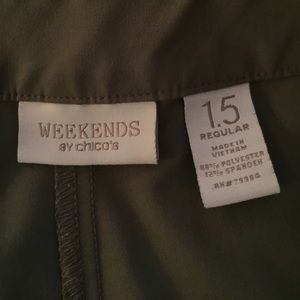 WEEKENDS
BY CHICO'S
1.5
REGULAR
MADE IN
VIETNAM
88% POLYESTER
12% SPANDEX